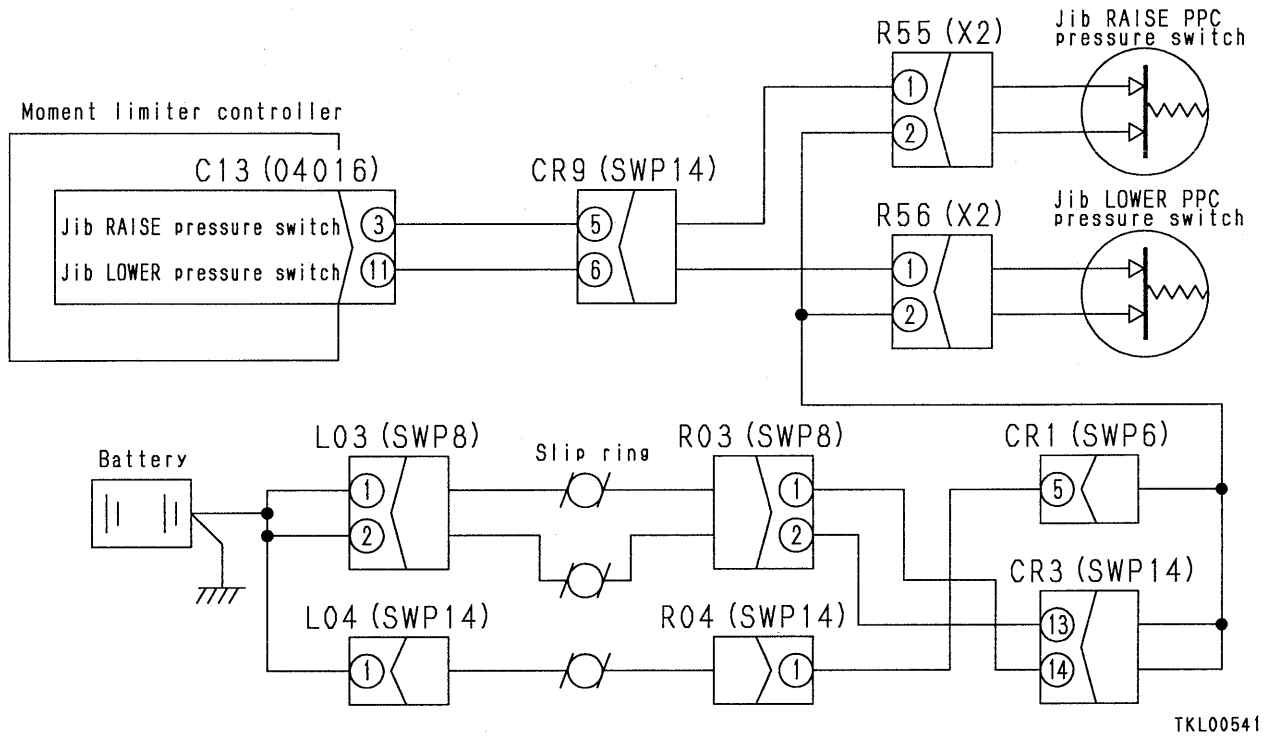 R55 (X2)
Jib RAISE PPC
pressure switch
1
2
Moment limiter controller
C13 (04016)
CR9 (SWP14)
Jib RAISE pressure switch
3
5
Jib LOWER pressure switch
11
6
R56 (X2)
Jib LOWER PPC
pressure switch
1
2
L03 (SWP8)
Slip ring
R03 (SWP8)
CR1 (SWP6)
Battery
1
2
1
2
5
CR3 (SWP14)
13
14
L04 (SWP14)
R04 (SWP14)
1
1
TKL00541